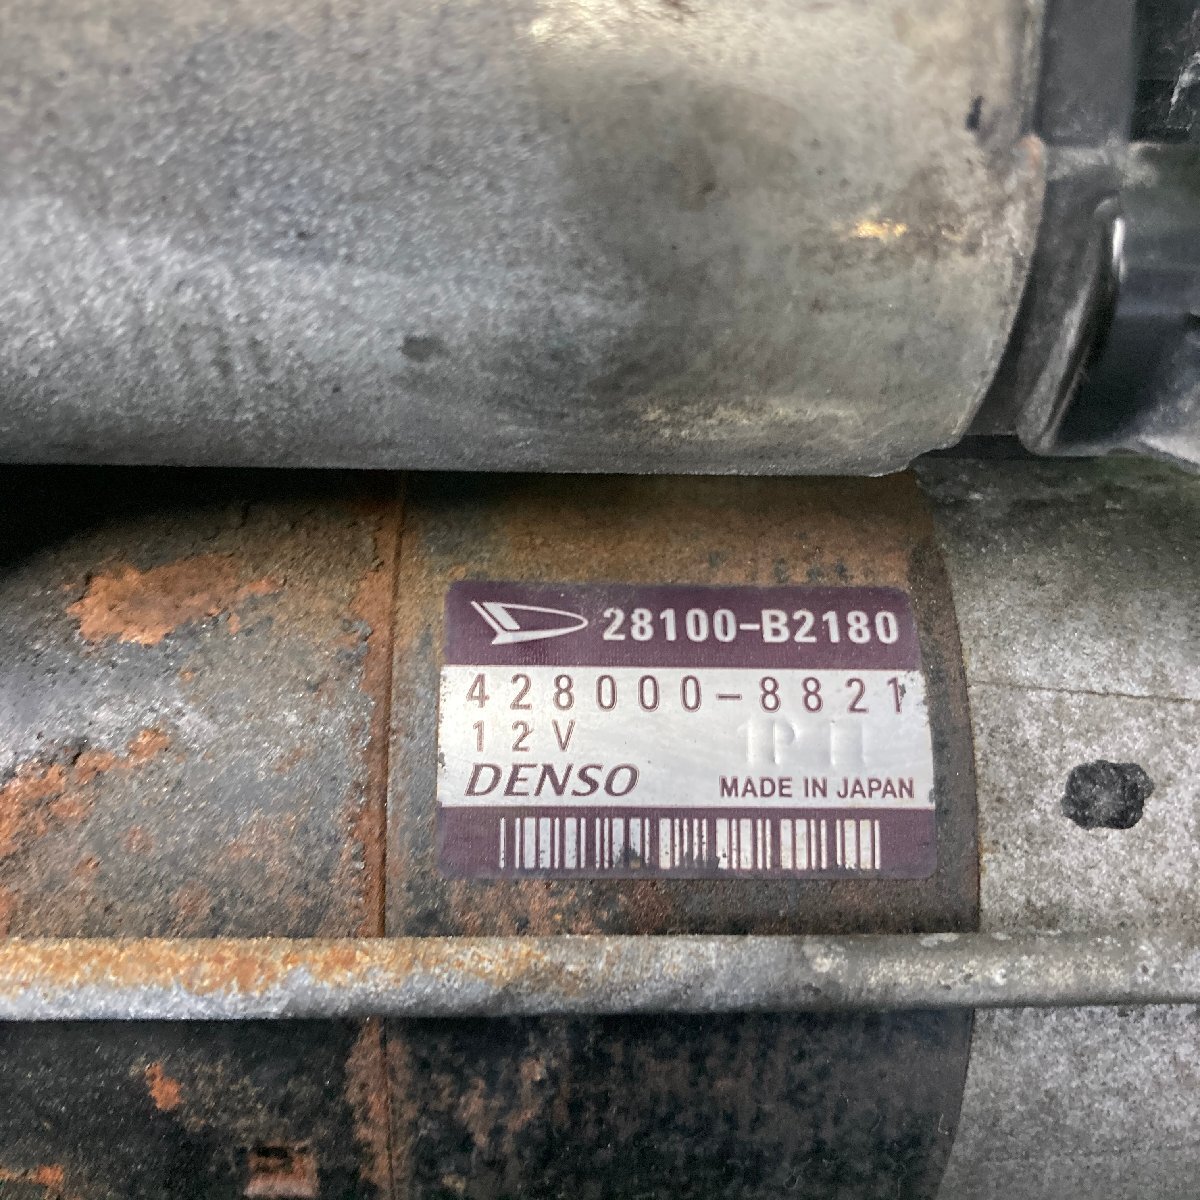 28100-B2180
428000-8821
12V
DENSO MADE IN JAPAN